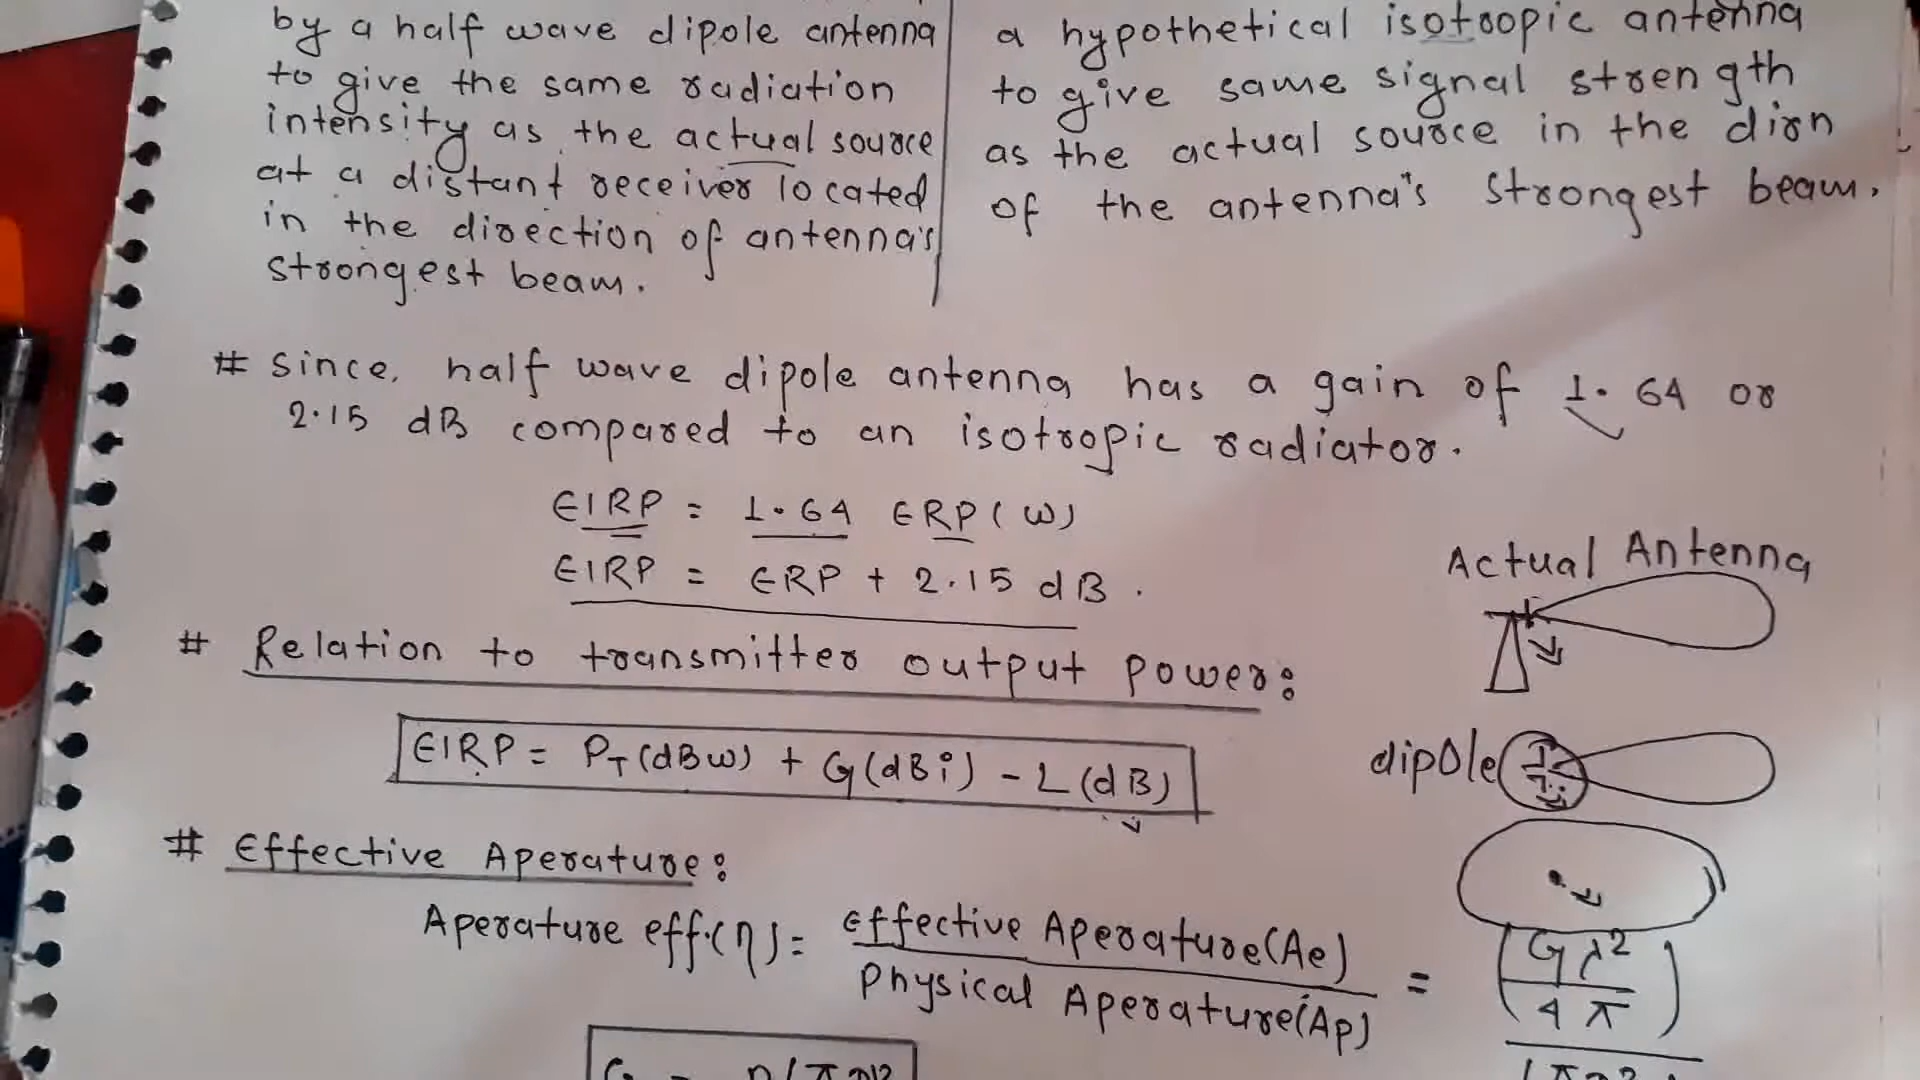 by a half wave dipole antenna
to give the same radiation
intensity as the actual source
at a distant receiver located
in the direction of antenna's
strongest beam.
a hypothetical isotropic antenna
to give same signal strength
as the actual source in the dirn
of the antenna's strongest beam.
# Since, half wave dipole antenna has a gain of 1.64 or
2.15 dB compared to an isotropic radiator.
EIRP = 1.64 ERP (W)
EIRP = ERP + 2.15 dB.
# Relation to transmitter output power:
EIRP = PT (dBW) + G(dBi) - L (dB)
Actual Antenna
dipole
# Effective Aperature:
Aperature eff.(η) = Effective Aperature(Ae) / Physical Aperature(Ap) = (Gλ² / 4π)